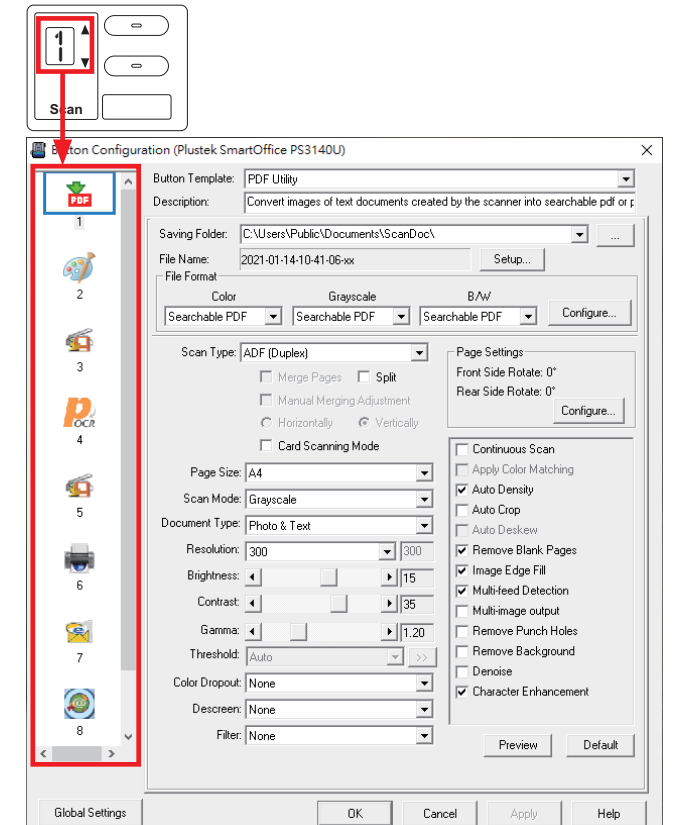 1
Scan
Button Configuration (Plustek SmartOffice PS3140U)
PDF
1
2
3
OCR
4
5
6
7
8
Button Template: PDF Utility
Description: Convert images of text documents created by the scanner into searchable pdf or p
Saving Folder: C:\Users\Public\Documents\ScanDoc\ ...
File Name: 2021-01-14-10-41-06-xx Setup...
File Format
Color Grayscale B/W
Searchable PDF Searchable PDF Searchable PDF Configure...
Scan Type: ADF (Duplex)
Merge Pages Split
Manual Merging Adjustment
Horizontally Vertically
Card Scanning Mode
Page Size: A4
Scan Mode: Grayscale
Document Type: Photo & Text
Resolution: 300 300
Brightness: 15
Contrast: 35
Gamma: 1.20
Threshold: Auto >>
Color Dropout: None
Descreen: None
Filter: None
Page Settings
Front Side Rotate: 0°
Rear Side Rotate: 0°
Configure...
Continuous Scan
Apply Color Matching
Auto Density
Auto Crop
Auto Deskew
Remove Blank Pages
Image Edge Fill
Multi-feed Detection
Multi-image output
Remove Punch Holes
Remove Background
Denoise
Character Enhancement
Preview Default
Global Settings OK Cancel Apply Help